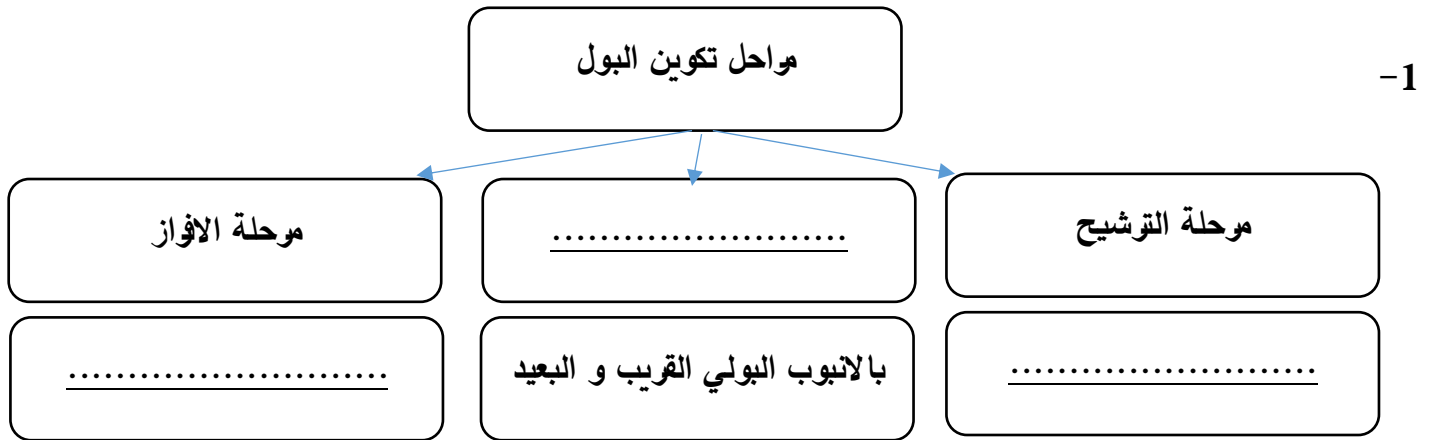 1-
مراحل تكوين البول
مرحلة الترشيح
.........................
مرحلة الافراز
..........................
بالانبوب البولي القريب و البعيد
...........................